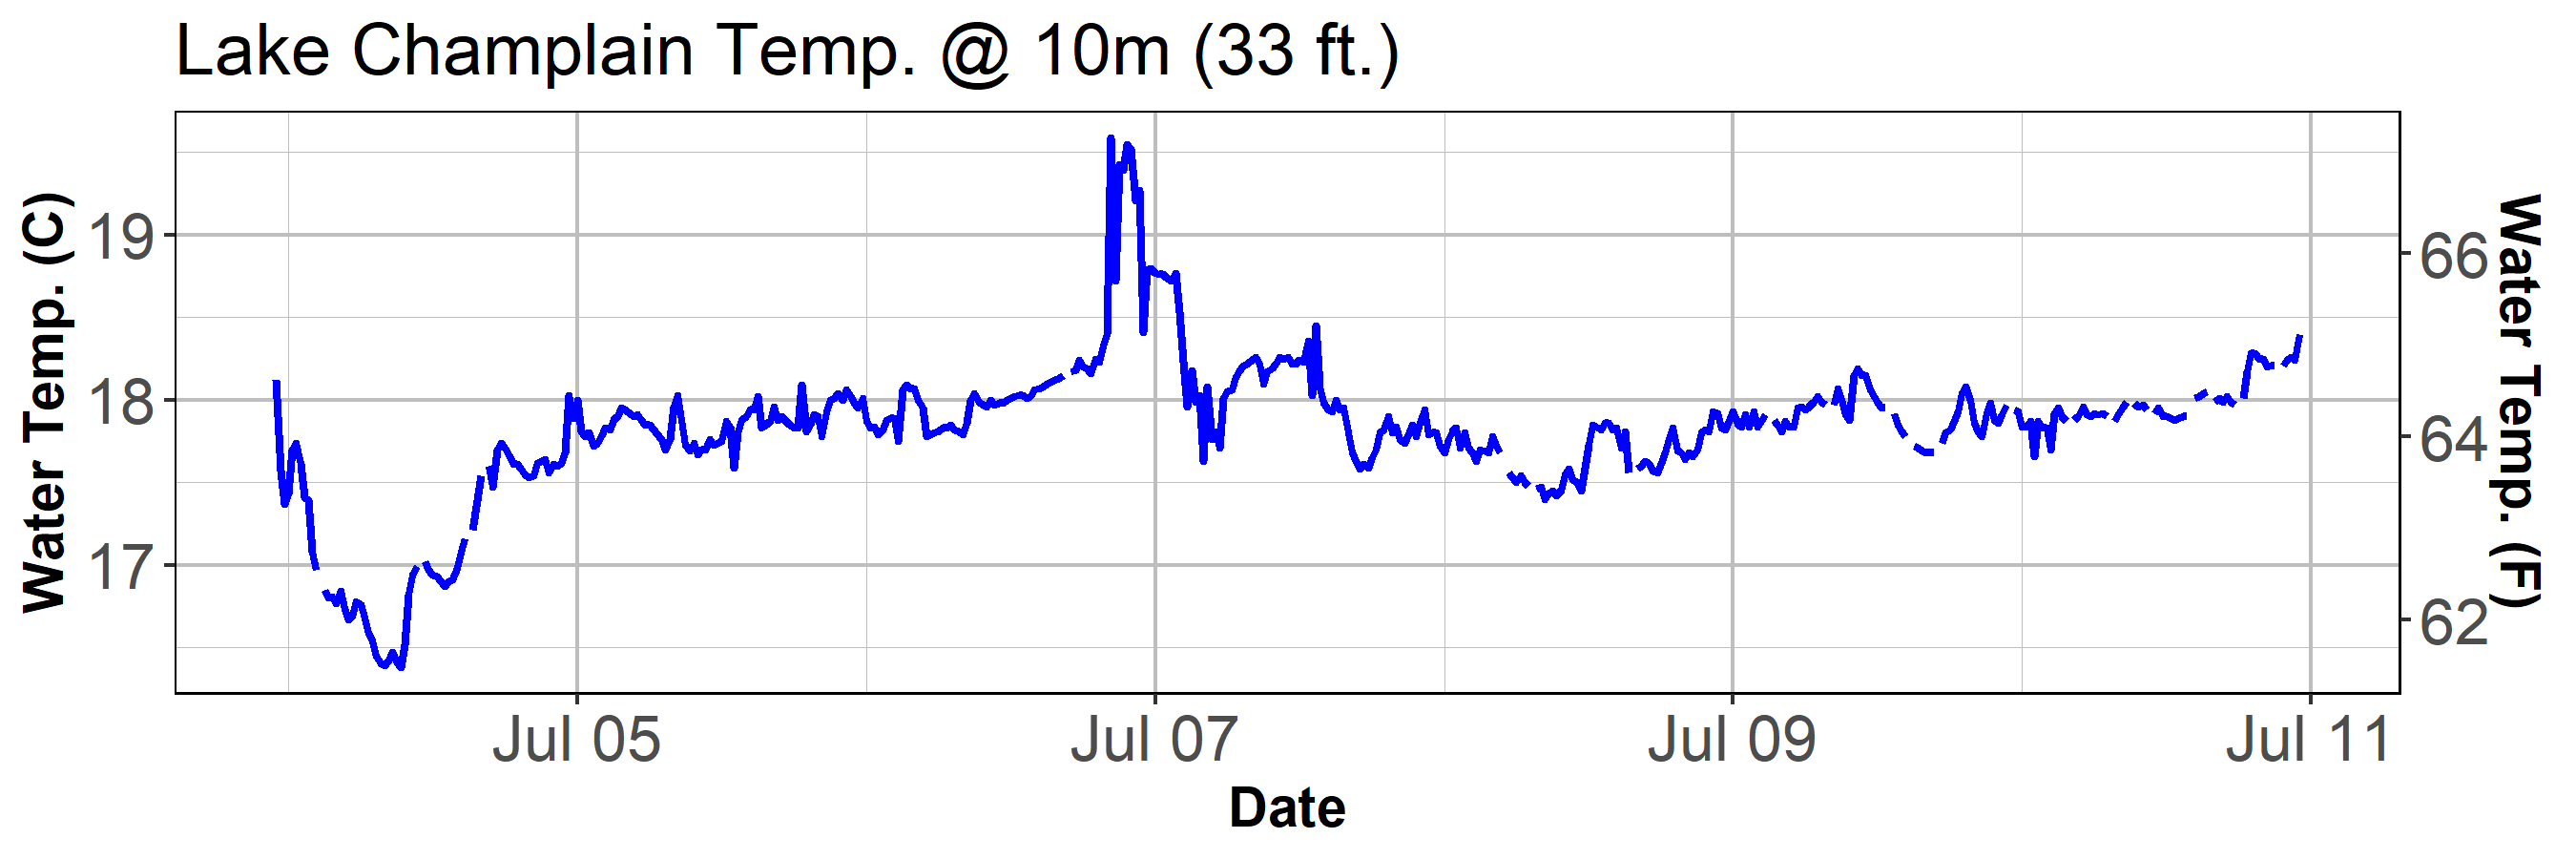 Lake Champlain Temp. @ 10m (33 ft.)
Water Temp. (C)
19
18
17
66
64
62
Water Temp. (F)
Jul 05
Jul 07
Jul 09
Jul 11
Date